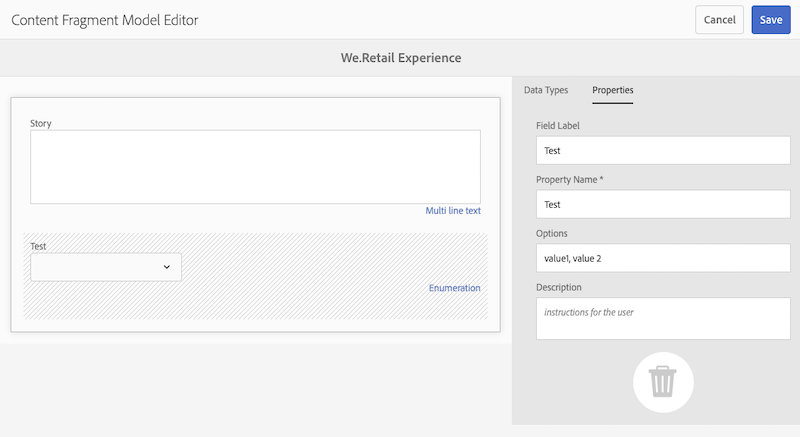 Content Fragment Model Editor
Cancel
Save
We.Retail Experience
Data Types
Properties
Story
Multi line text
Test
Enumeration
Field Label
Test
Property Name *
Test
Options
value1, value 2
Description
instructions for the user